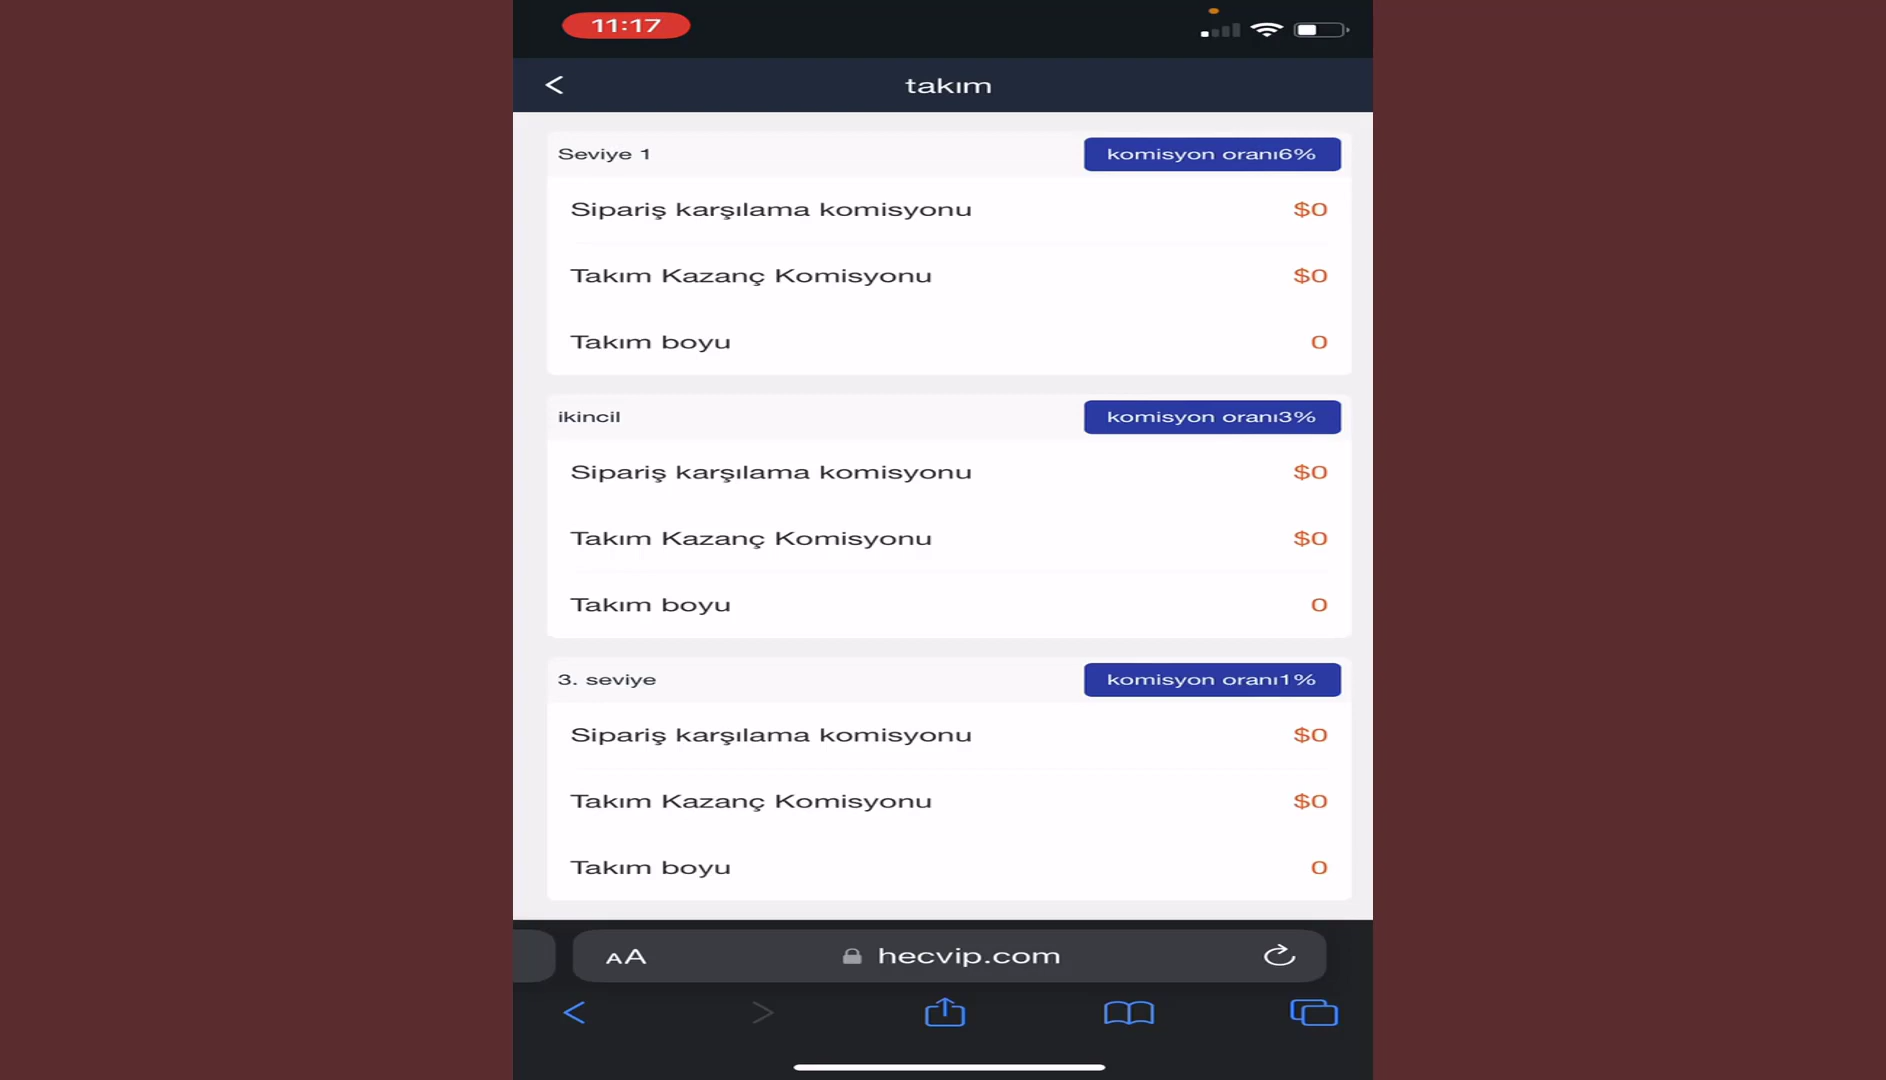 11:17
takım
Seviye 1
komisyon oranı6%
Sipariş karşılama komisyonu $0
Takım Kazanç Komisyonu $0
Takım boyu 0
ikincil
komisyon oranı3%
Sipariş karşılama komisyonu $0
Takım Kazanç Komisyonu $0
Takım boyu 0
3. seviye
komisyon oranı1%
Sipariş karşılama komisyonu $0
Takım Kazanç Komisyonu $0
Takım boyu 0
AA
hecvip.com